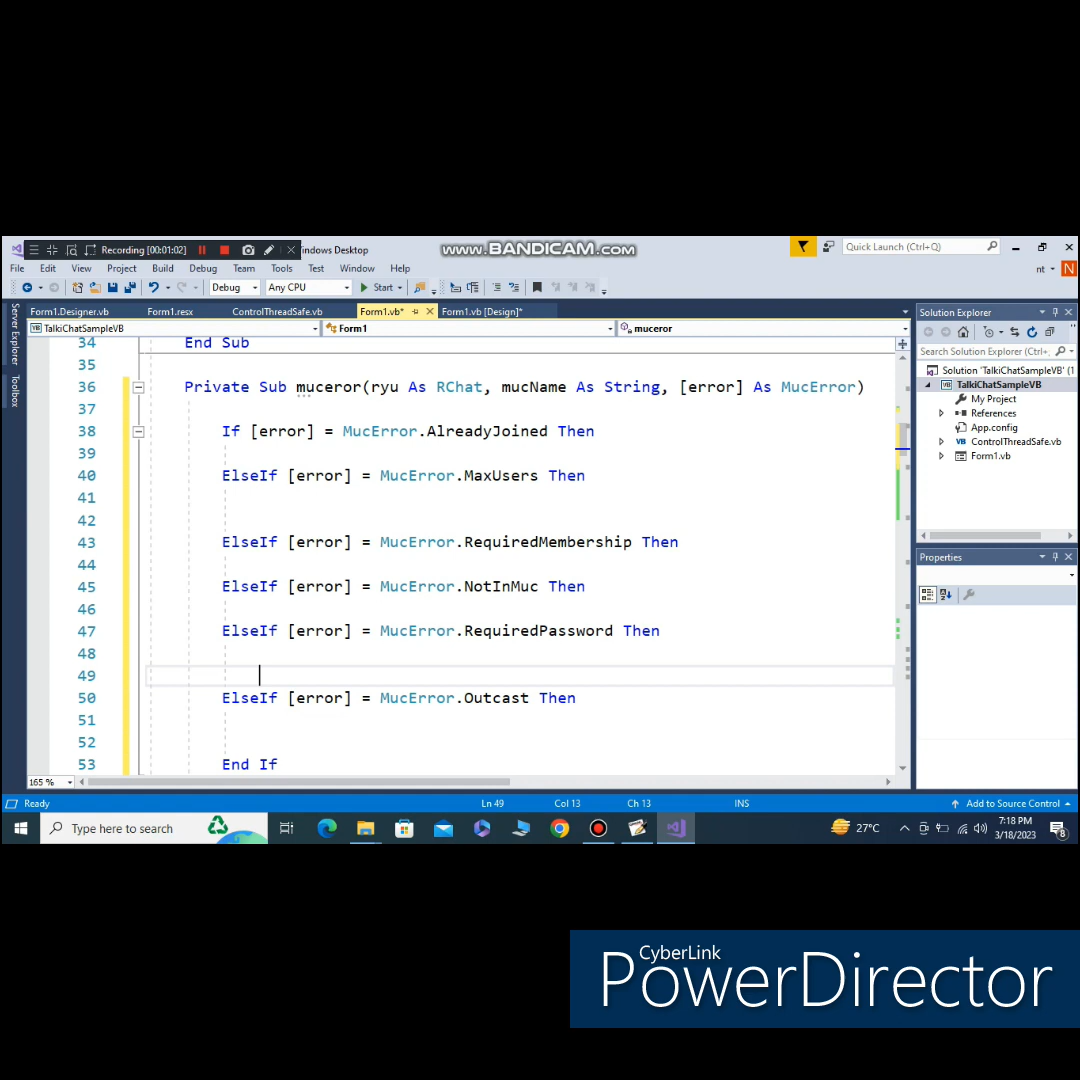 Recording [00:01:02]
indows Desktop
www.BANDICAM.com
Quick Launch (Ctrl+Q)
File Edit View Project Build Debug Team Tools Test Window Help
nt
N
Debug Any CPU Start
Form1.Designer.vb Form1.resx ControlThreadSafe.vb Form1.vb* Form1.vb [Design]*
TalkiChatSampleVB Form1 muceror
Server Explorer
Toolbox
34 End Sub
35
36 Private Sub muceror(ryu As RChat, mucName As String, [error] As MucError)
37
38 If [error] = MucError.AlreadyJoined Then
39
40 ElseIf [error] = MucError.MaxUsers Then
41
42
43 ElseIf [error] = MucError.RequiredMembership Then
44
45 ElseIf [error] = MucError.NotInMuc Then
46
47 ElseIf [error] = MucError.RequiredPassword Then
48
49
50 ElseIf [error] = MucError.Outcast Then
51
52
53 End If
165 %
Solution Explorer
Search Solution Explorer (Ctrl+;
Solution 'TalkiChatSampleVB' (1
TalkiChatSampleVB
My Project
References
App.config
ControlThreadSafe.vb
Form1.vb
Properties
Ready Ln 49 Col 13 Ch 13 INS Add to Source Control
Type here to search
27°C
7:18 PM
3/18/2023
8
CyberLink
PowerDirector